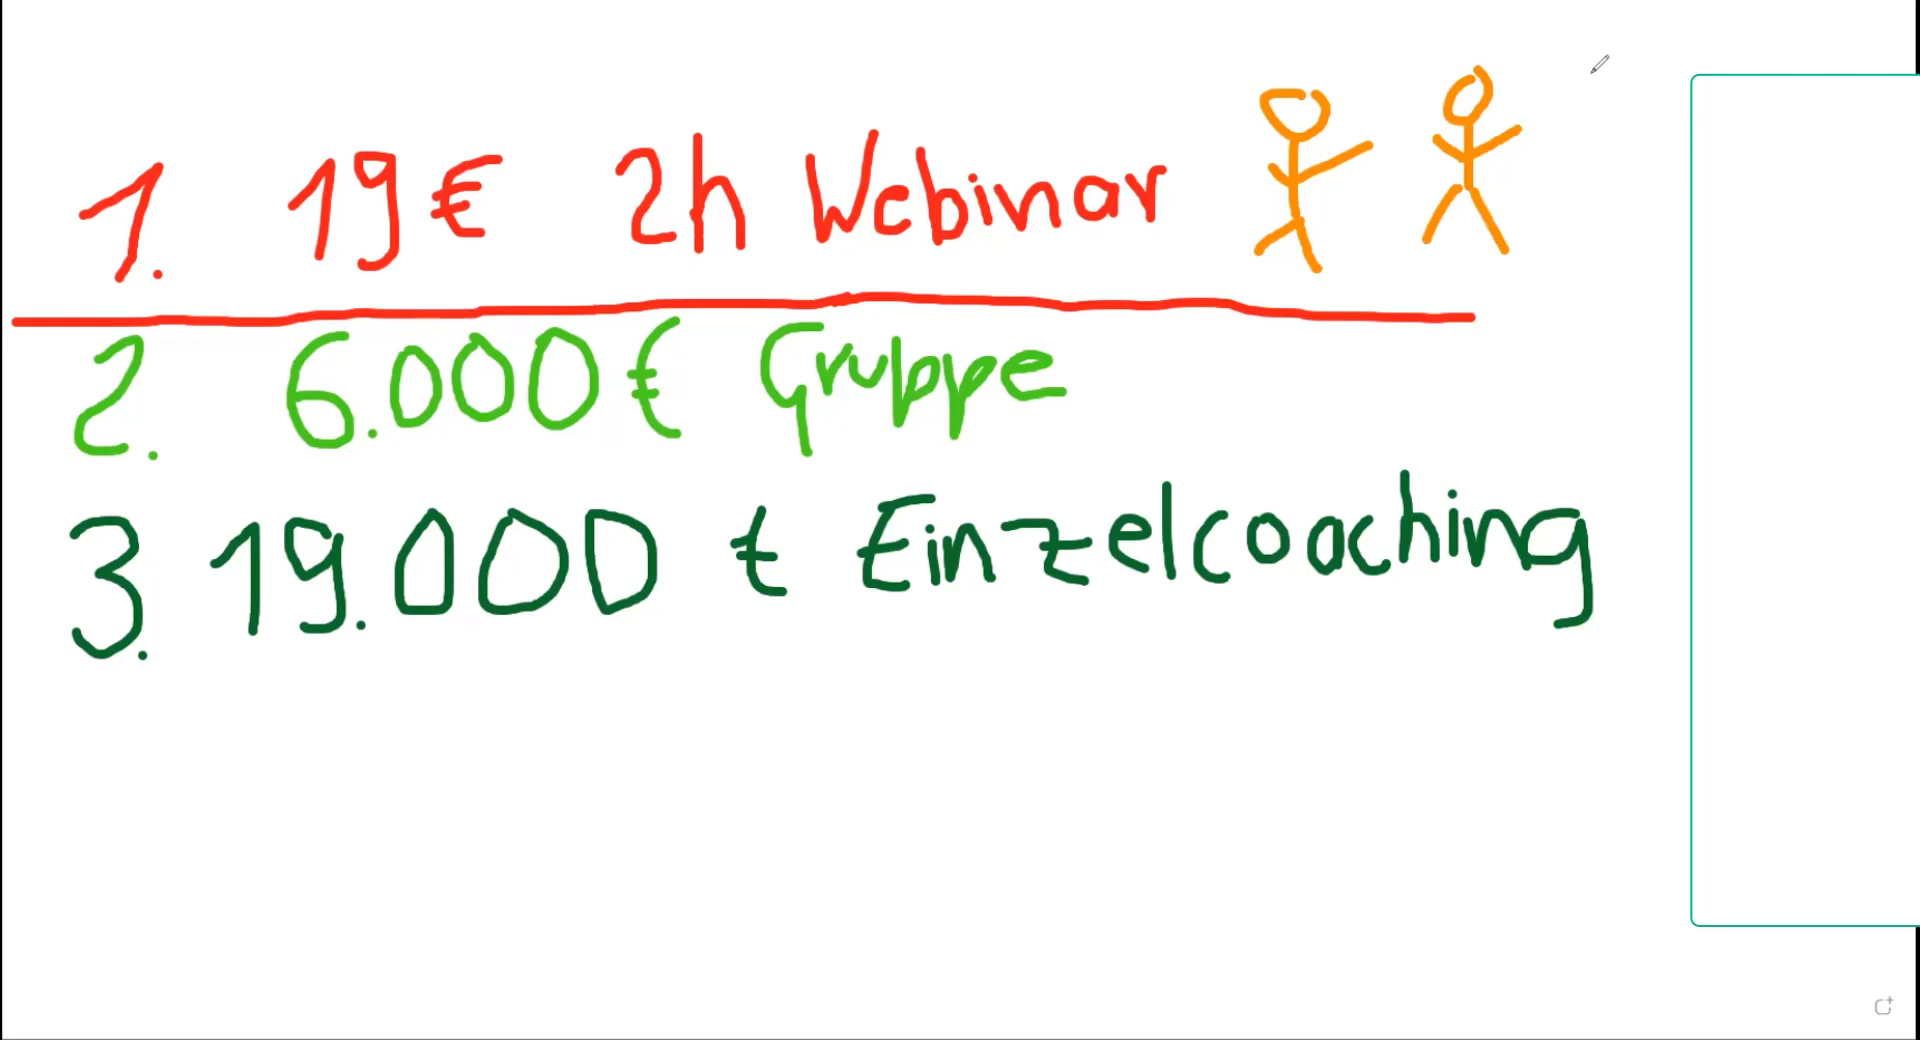 1. 19€ 2h Webinar
2. 6.000€ Gruppe
3. 19.000 € Einzelcoaching